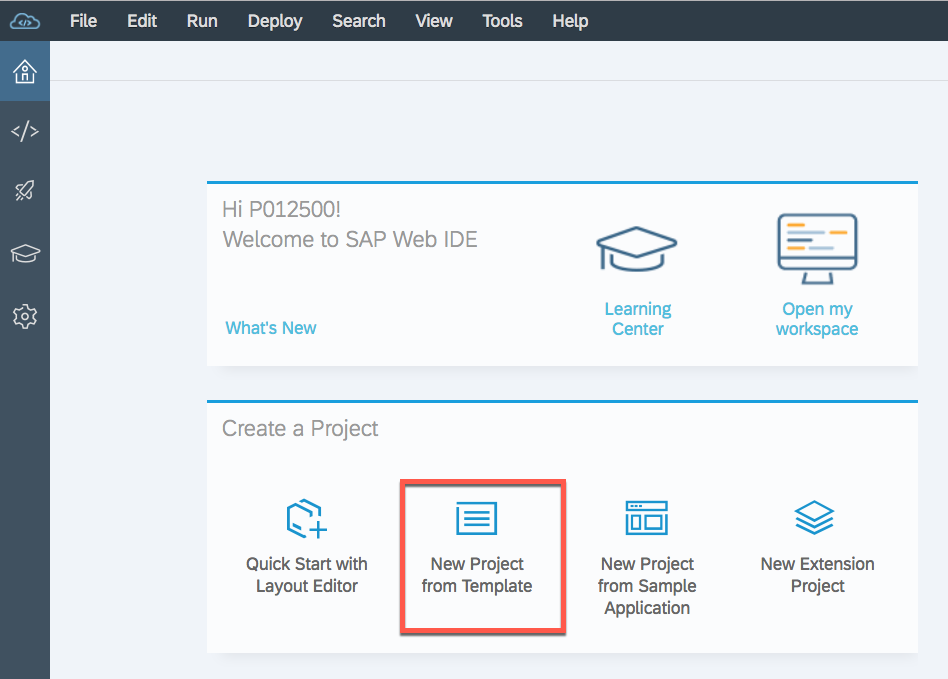 File Edit Run Deploy Search View Tools Help
Hi P012500!
Welcome to SAP Web IDE
What's New
Learning
Center
Open my
workspace
Create a Project
Quick Start with
Layout Editor
New Project
from Template
New Project
from Sample
Application
New Extension
Project